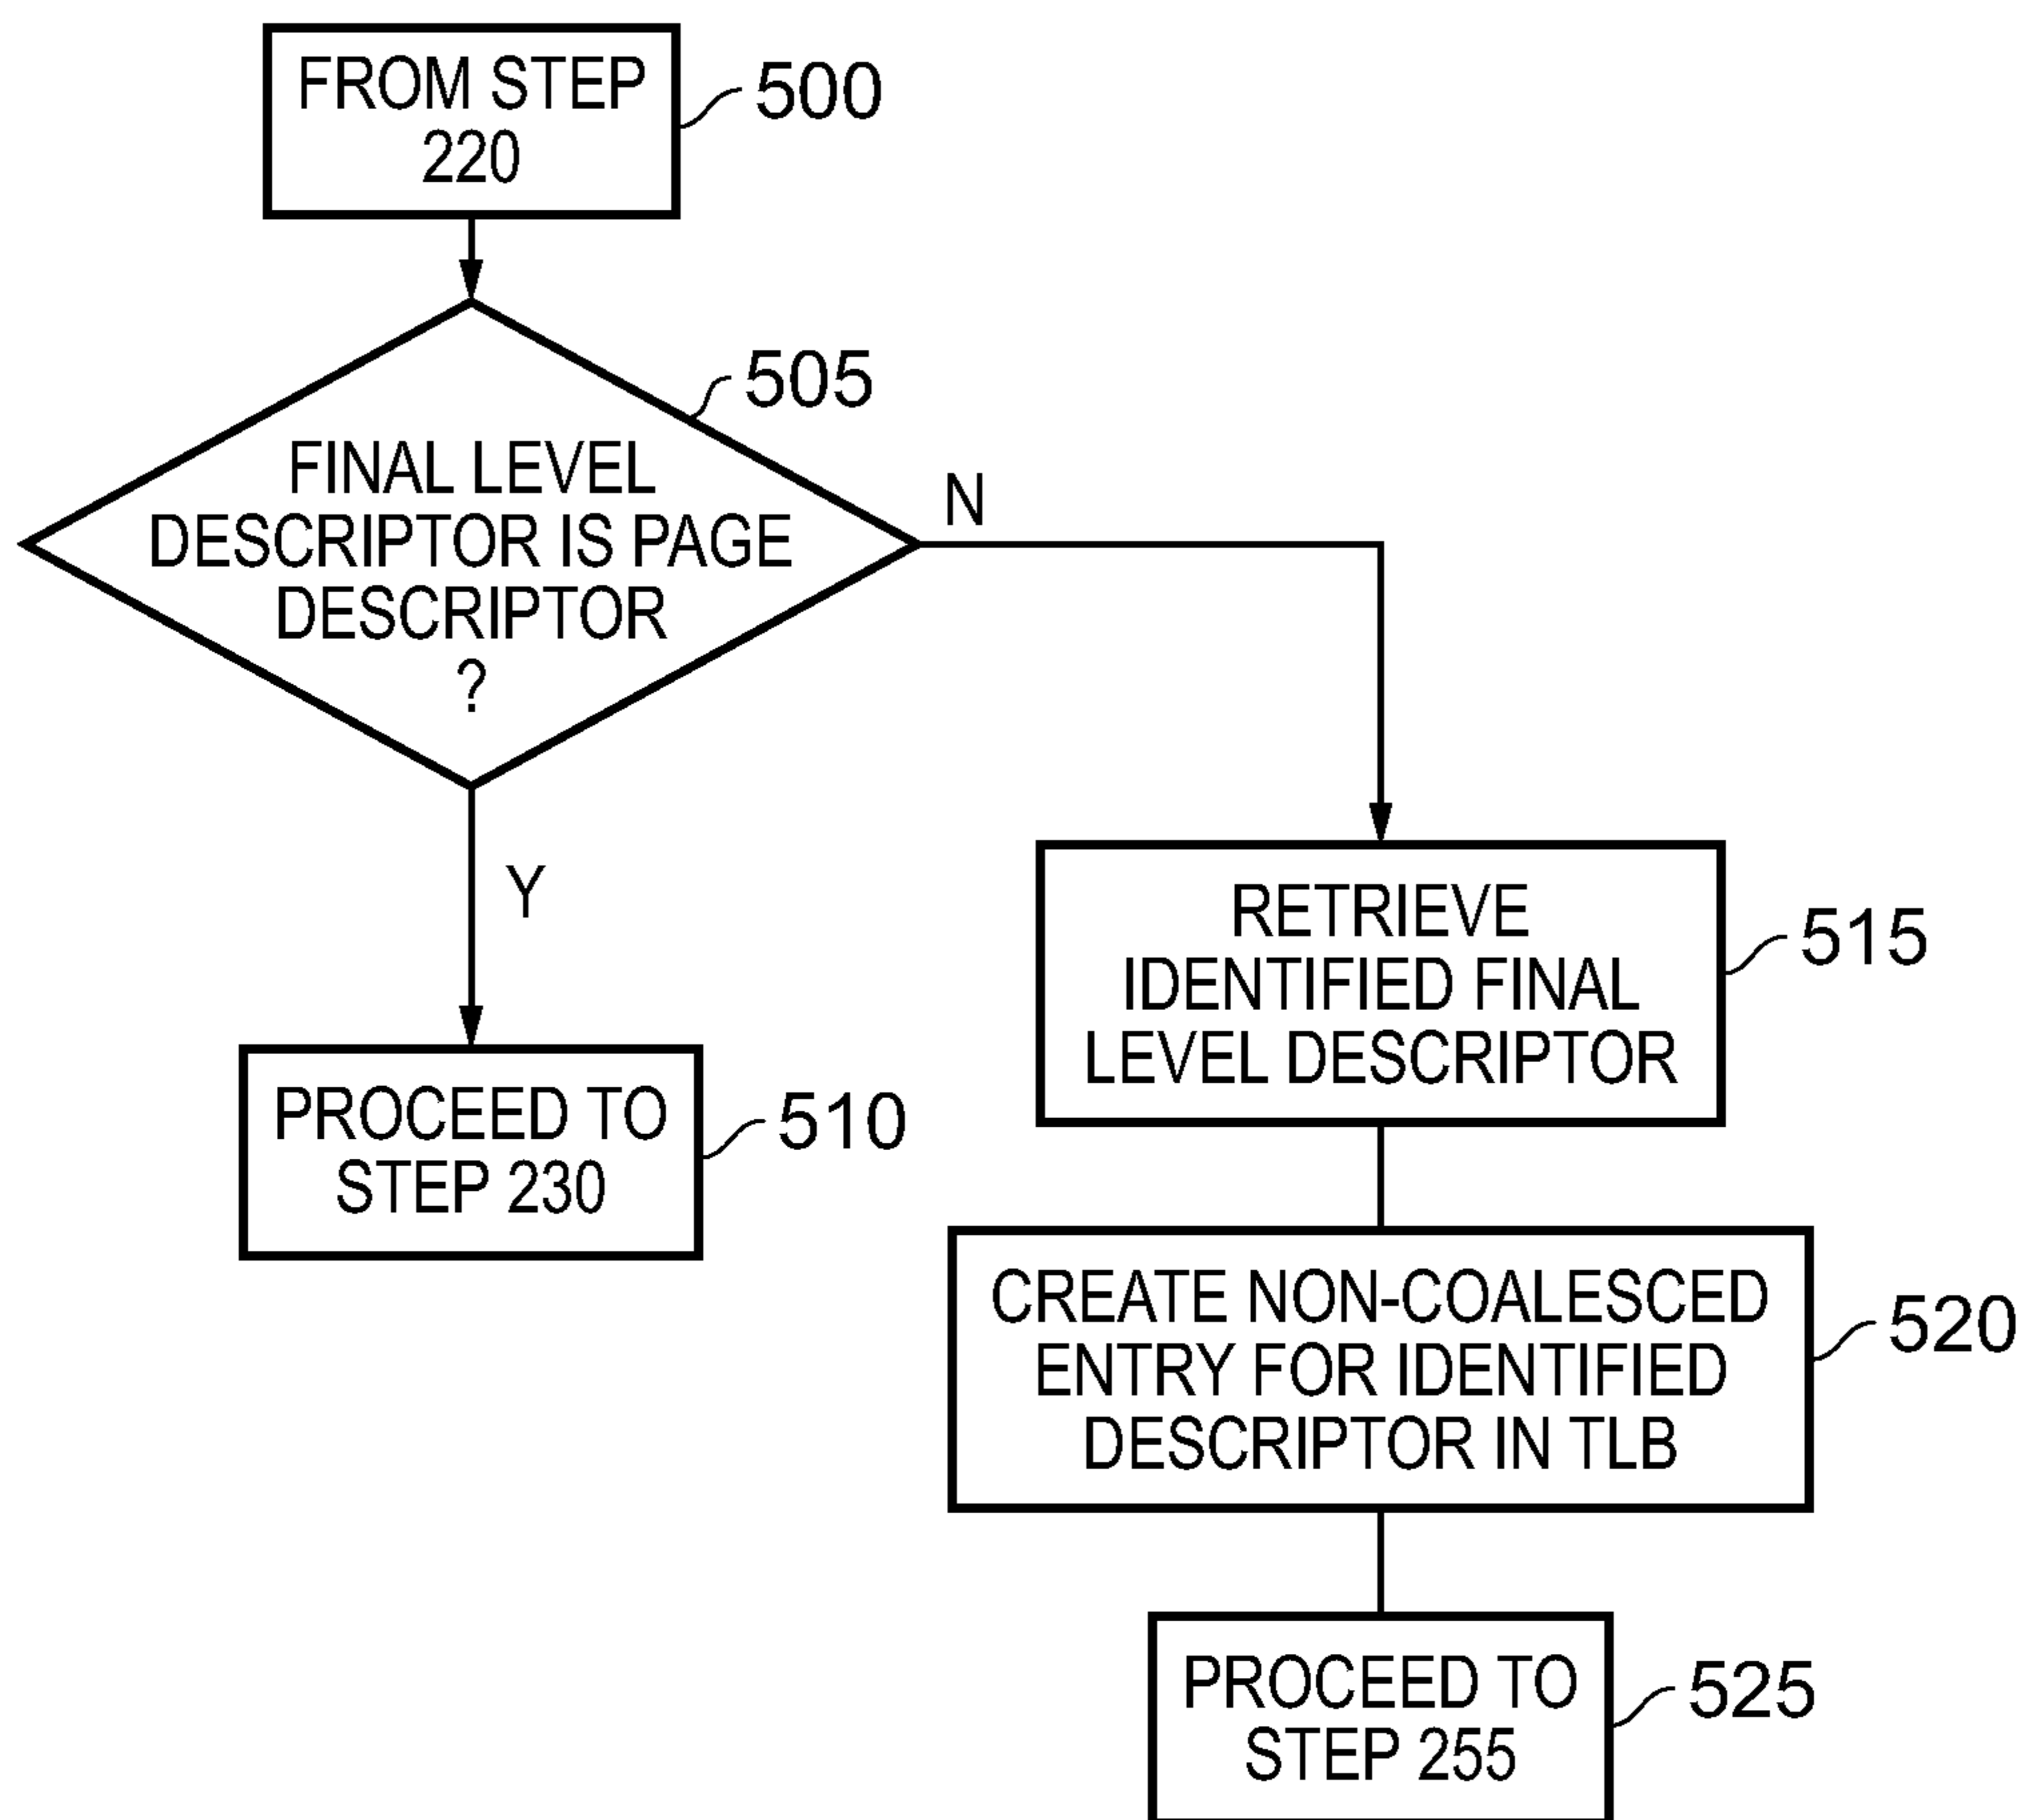 FROM STEP
220
500
505
FINAL LEVEL
DESCRIPTOR IS PAGE
DESCRIPTOR
?
N
Y
PROCEED TO
STEP 230
510
RETRIEVE
IDENTIFIED FINAL
LEVEL DESCRIPTOR
515
CREATE NON-COALESCED
ENTRY FOR IDENTIFIED
DESCRIPTOR IN TLB
520
PROCEED TO
STEP 255
525